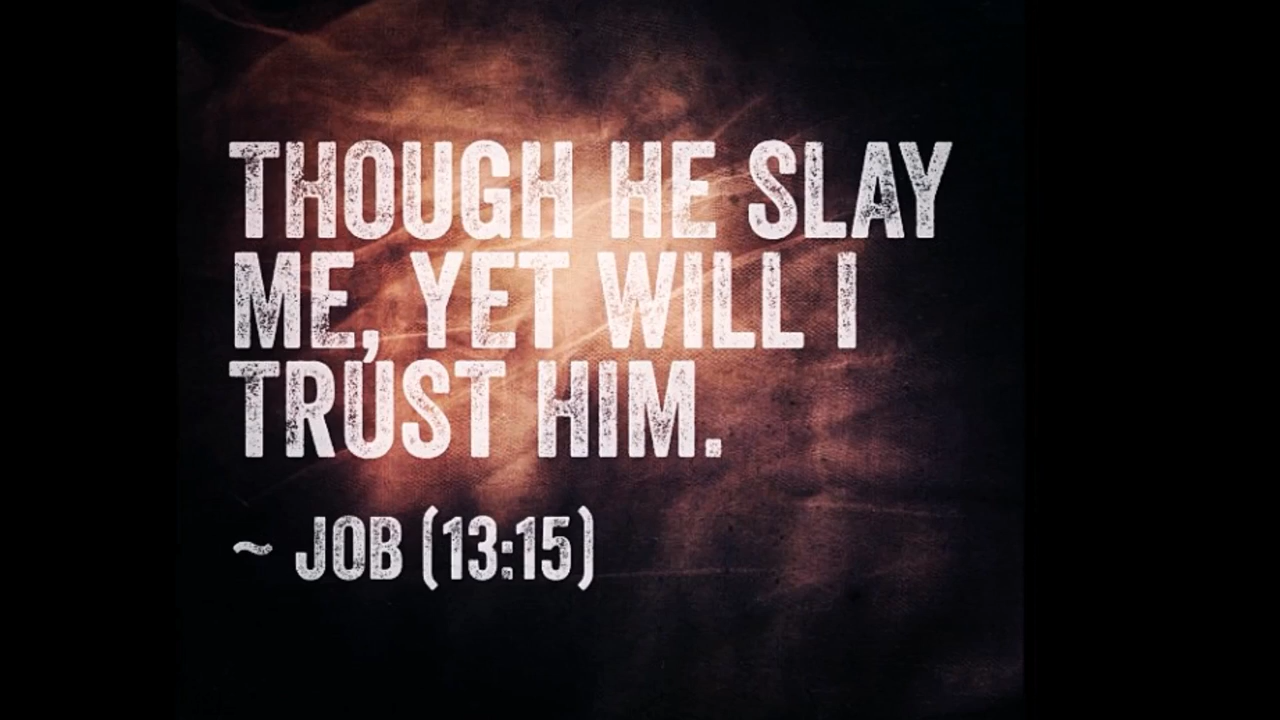 THOUGH HE SLAY
ME, YET WILL I
TRUST HIM.
~ JOB (13:15)